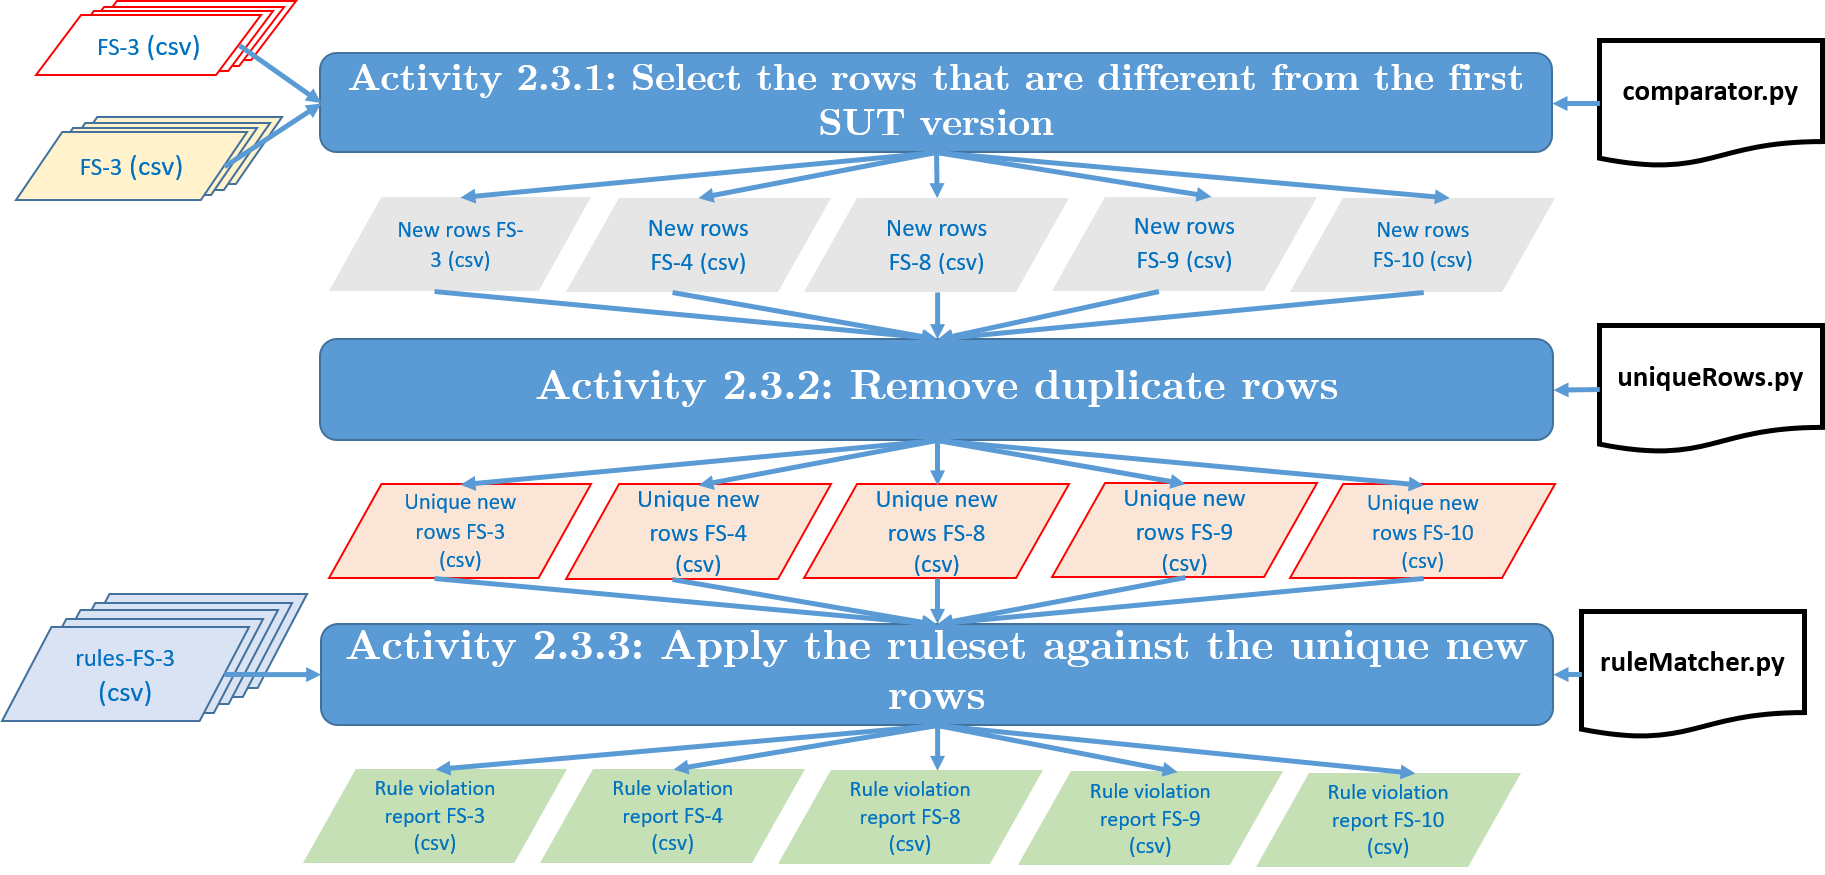 FS-3 (csv)
Activity 2.3.1: Select the rows that are different from the first
SUT version
comparator.py
FS-3 (csv)
New rows FS-
3 (csv)
New rows
FS-4 (csv)
New rows
FS-8 (csv)
New rows
FS-9 (csv)
New rows
FS-10 (csv)
Activity 2.3.2: Remove duplicate rows
uniqueRows.py
Unique new
rows FS-3
(csv)
Unique new
rows FS-4
(csv)
Unique new
rows FS-8
(csv)
Unique new
rows FS-9
(csv)
Unique new
rows FS-10
(csv)
rules-FS-3
(csv)
Activity 2.3.3: Apply the ruleset against the unique new
rows
ruleMatcher.py
Rule violation
report FS-3
(csv)
Rule violation
report FS-4
(csv)
Rule violation
report FS-8
(csv)
Rule violation
report FS-9
(csv)
Rule violation
report FS-10
(csv)